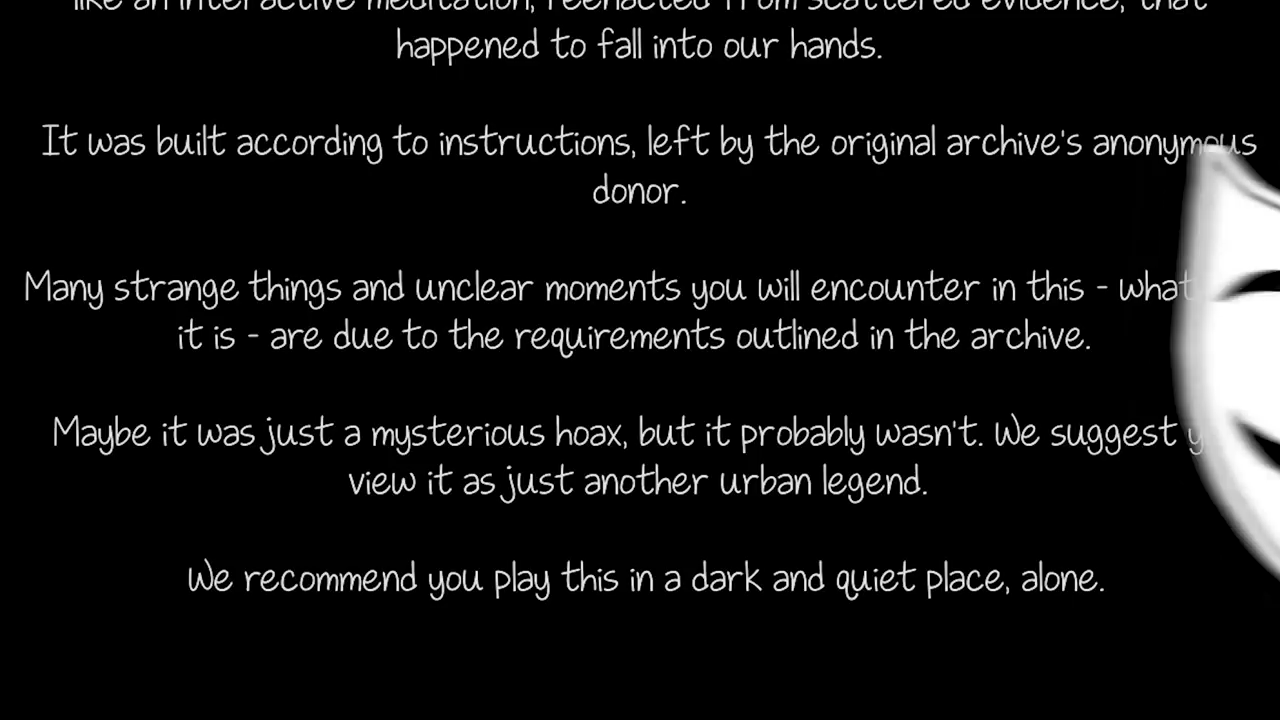 like an interactive meditation, reenacted from scattered evidence, that
happened to fall into our hands.
It was built according to instructions, left by the original archive's anonymous
donor.
Many strange things and unclear moments you will encounter in this - what
it is - are due to the requirements outlined in the archive.
Maybe it was just a mysterious hoax, but it probably wasn't. We suggest
view it as just another urban legend.
We recommend you play this in a dark and quiet place, alone.